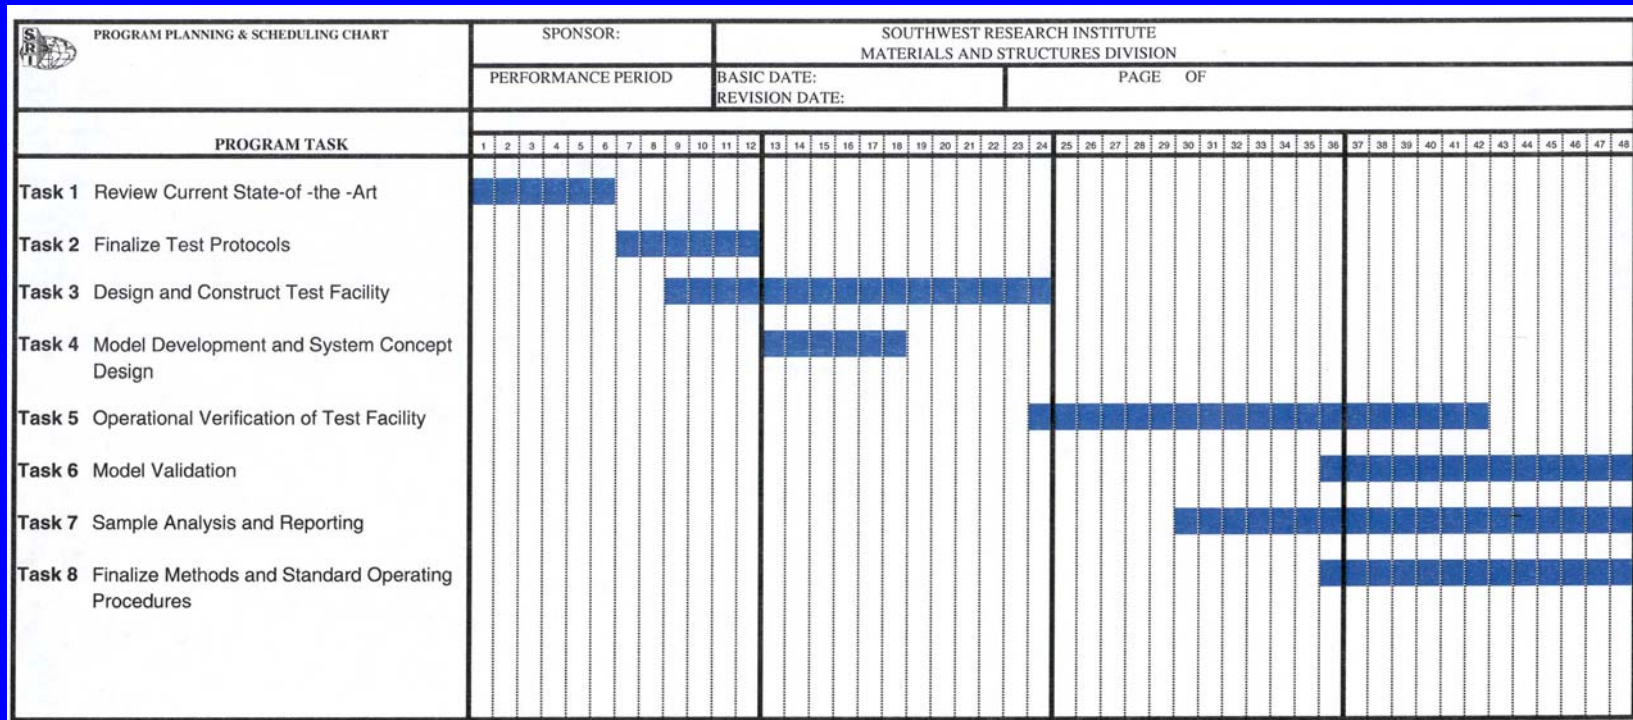 S
R
I
PROGRAM PLANNING & SCHEDULING CHART
SPONSOR:
SOUTHWEST RESEARCH INSTITUTE
MATERIALS AND STRUCTURES DIVISION
PERFORMANCE PERIOD
BASIC DATE:
REVISION DATE:
PAGE OF
PROGRAM TASK
1 2 3 4 5 6 7 8 9 10 11 12 13 14 15 16 17 18 19 20 21 22 23 24 25 26 27 28 29 30 31 32 33 34 35 36 37 38 39 40 41 42 43 44 45 46 47 48
Task 1 Review Current State-of -the -Art
Task 2 Finalize Test Protocols
Task 3 Design and Construct Test Facility
Task 4 Model Development and System Concept
Design
Task 5 Operational Verification of Test Facility
Task 6 Model Validation
Task 7 Sample Analysis and Reporting
Task 8 Finalize Methods and Standard Operating
Procedures